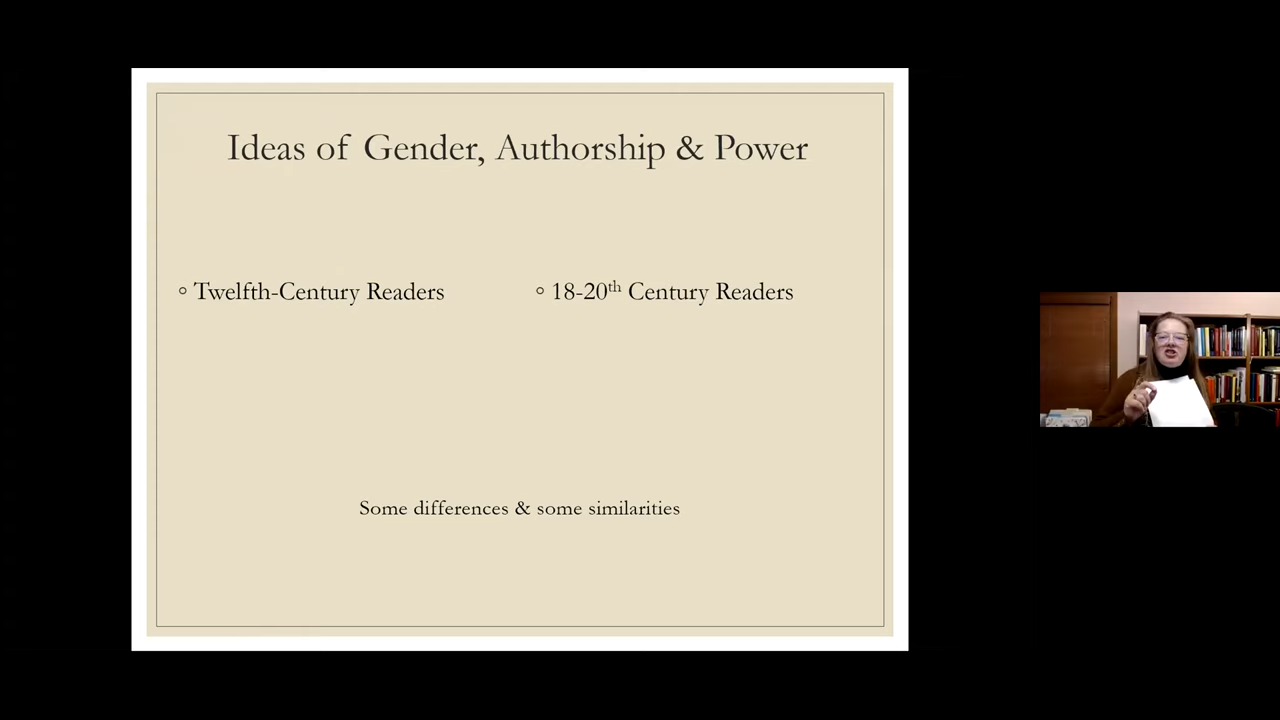 Ideas of Gender, Authorship & Power
◦ Twelfth-Century Readers
◦ 18-20th Century Readers
Some differences & some similarities